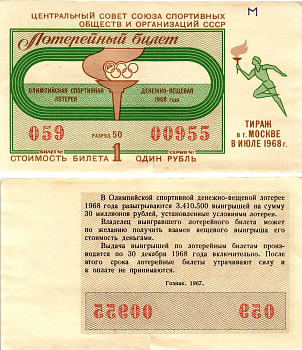 М
ЦЕНТРАЛЬНЫЙ СОВЕТ СОЮЗА СПОРТИВНЫХ
ОБЩЕСТВ И ОРГАНИЗАЦИЙ СССР
Лотерейный билет
ОЛИМПИЙСКАЯ СПОРТИВНАЯ ДЕНЕЖНО-ВЕЩЕВАЯ
ЛОТЕРЕЯ 1968 года
059 РАЗРЯД 50 00955
БИЛЕТ № СЕРИЯ №
СТОИМОСТЬ БИЛЕТА 1 ОДИН РУБЛЬ
ТИРАЖ
в г. МОСКВЕ
В ИЮЛЕ 1968 г.
В Олимпийской спортивной денежно-вещевой лотерее
1968 года разыгрываются 3.410.500 выигрышей на сумму
30 миллионов рублей, установленные условиями лотереи.
Владелец выигравшего лотерейного билета может
по желанию получить взамен вещевого выигрыша его
стоимость деньгами.
Выдача выигрышей по лотерейным билетам произво-
дится по 30 декабря 1968 года включительно. После
этого срока лотерейные билеты утрачивают силу и
к оплате не принимаются.
Гознак. 1967.
00955 059